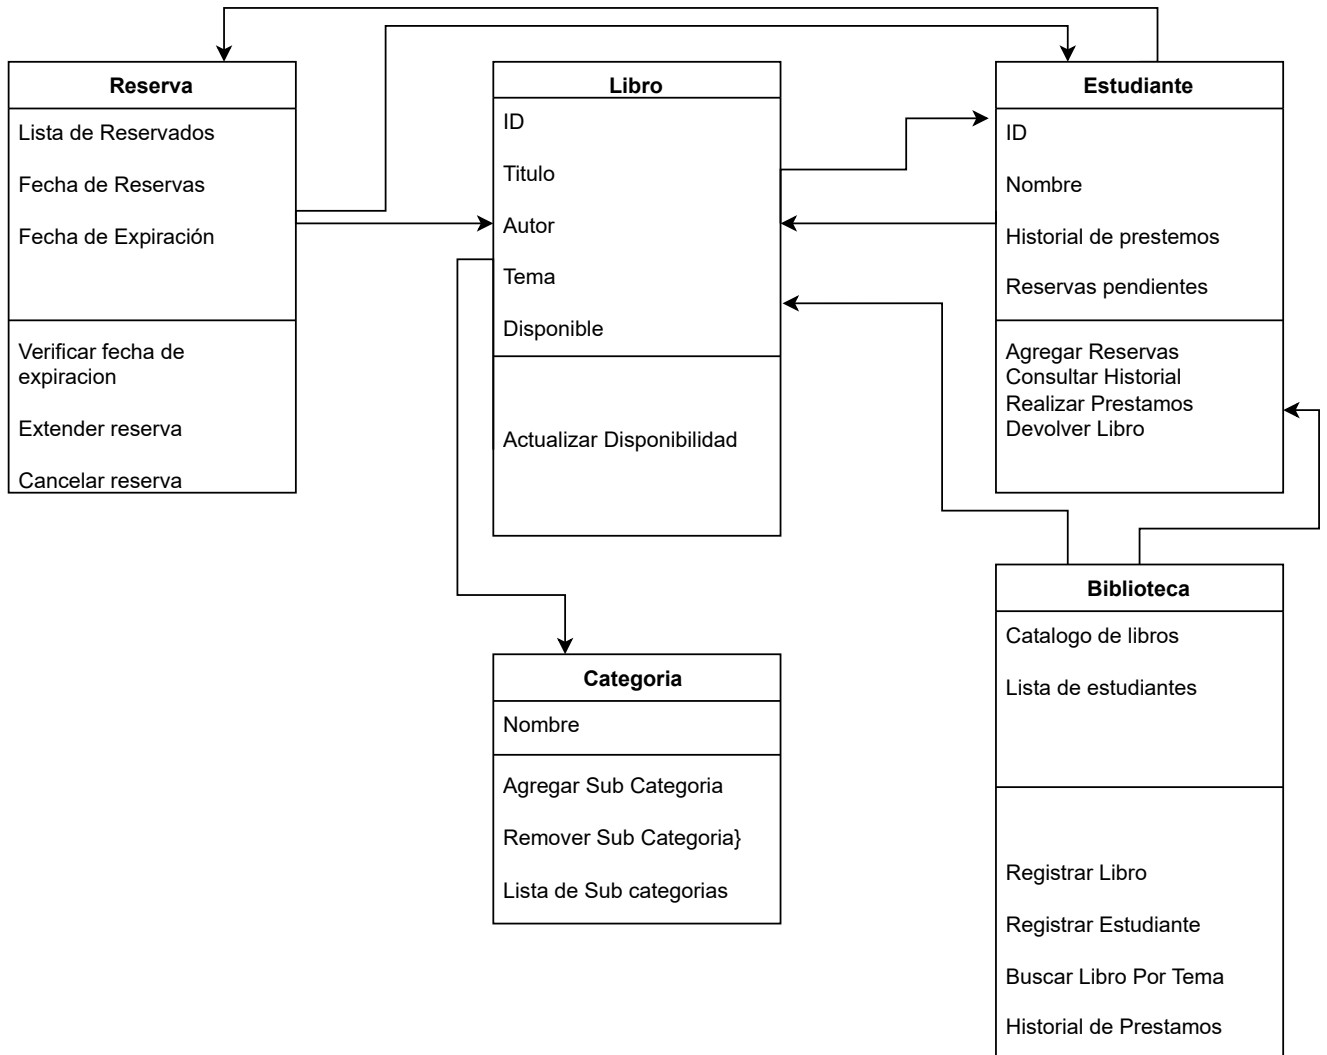 Reserva
Lista de Reservados
Fecha de Reservas
Fecha de Expiración
Verificar fecha de
expiracion
Extender reserva
Cancelar reserva
Libro
ID
Titulo
Autor
Tema
Disponible
Actualizar Disponibilidad
Estudiante
ID
Nombre
Historial de prestemos
Reservas pendientes
Agregar Reservas
Consultar Historial
Realizar Prestamos
Devolver Libro
Categoria
Nombre
Agregar Sub Categoria
Remover Sub Categoria}
Lista de Sub categorias
Biblioteca
Catalogo de libros
Lista de estudiantes
Registrar Libro
Registrar Estudiante
Buscar Libro Por Tema
Historial de Prestamos